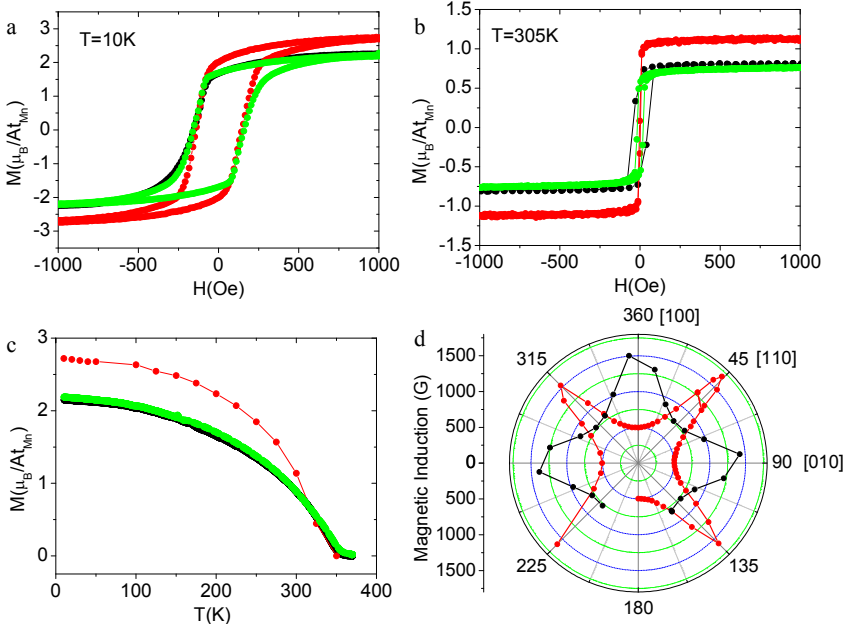 a
T=10K
3
2
1
0
-1
-2
-3
M(μB/AtMn)
-1000 -500 0 500 1000
H(Oe)
b
T=305K
1.5
1.0
0.5
0.0
-0.5
-1.0
-1.5
M(μB/AtMn)
-1000 -500 0 500 1000
H(Oe)
c
3
2
1
0
M(μB/AtMn)
0 100 200 300 400
T(K)
d
360 [100]
45 [110]
90 [010]
135
180
225
315
1500
1000
500
0
500
1000
1500
Magnetic Induction (G)